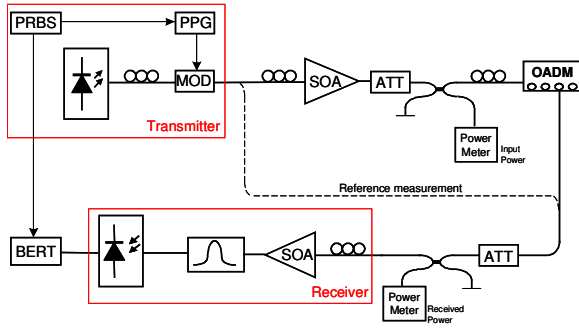 PRBS
PPG
MOD
Transmitter
SOA
ATT
OADM
Power
Meter
Input
Power
Reference measurement
BERT
SOA
Receiver
ATT
Power
Meter
Received
Power